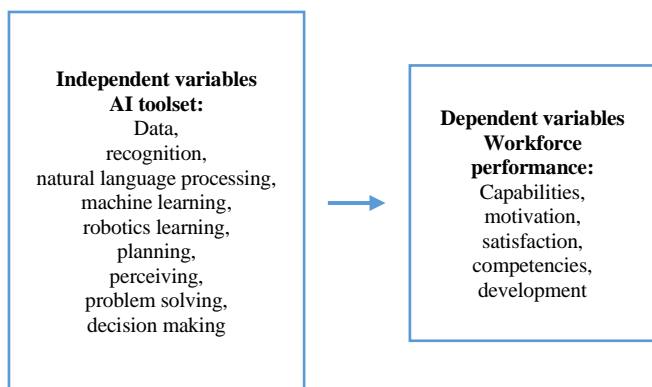 Independent variables
AI toolset:
Data,
recognition,
natural language processing,
machine learning,
robotics learning,
planning,
perceiving,
problem solving,
decision making
Dependent variables
Workforce
performance:
Capabilities,
motivation,
satisfaction,
competencies,
development